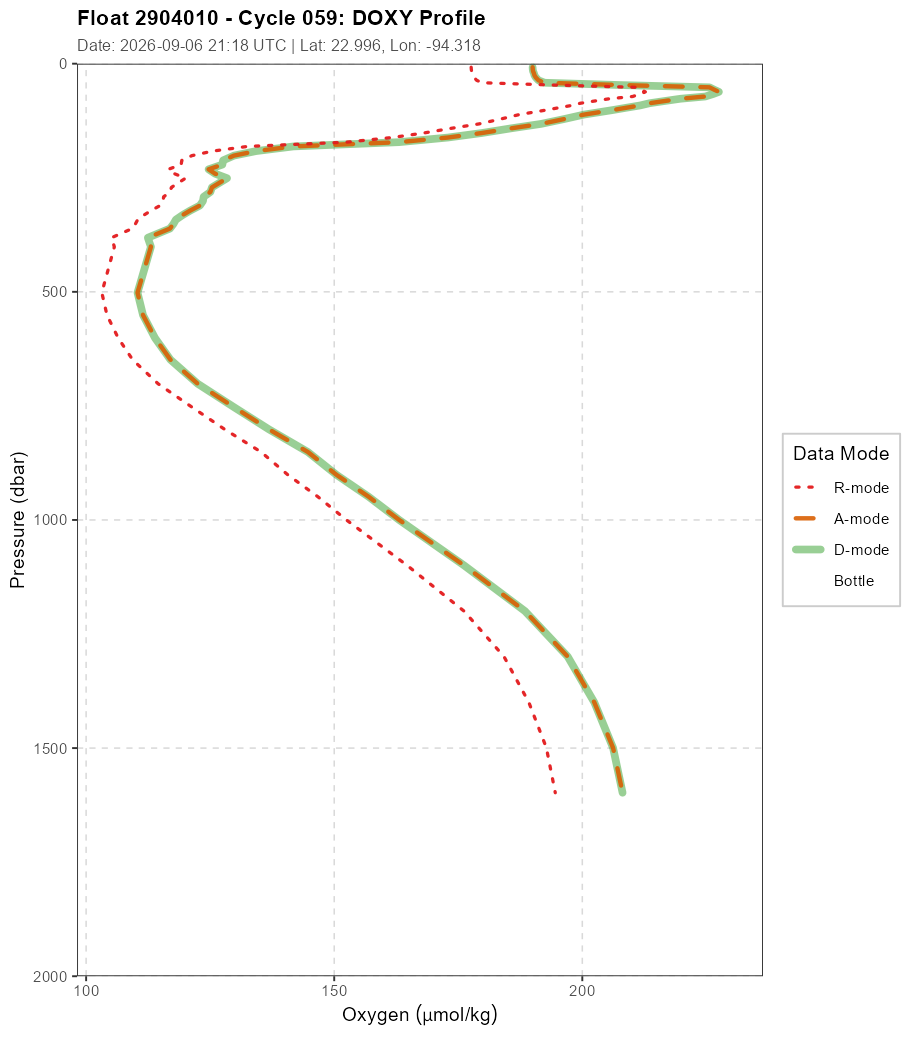 Float 2904010 - Cycle 059: DOXY Profile
Date: 2026-09-06 21:18 UTC | Lat: 22.996, Lon: -94.318
0
500
1000
1500
2000
Pressure (dbar)
100
150
200
Oxygen (μmol/kg)
Data Mode
R-mode
A-mode
D-mode
Bottle